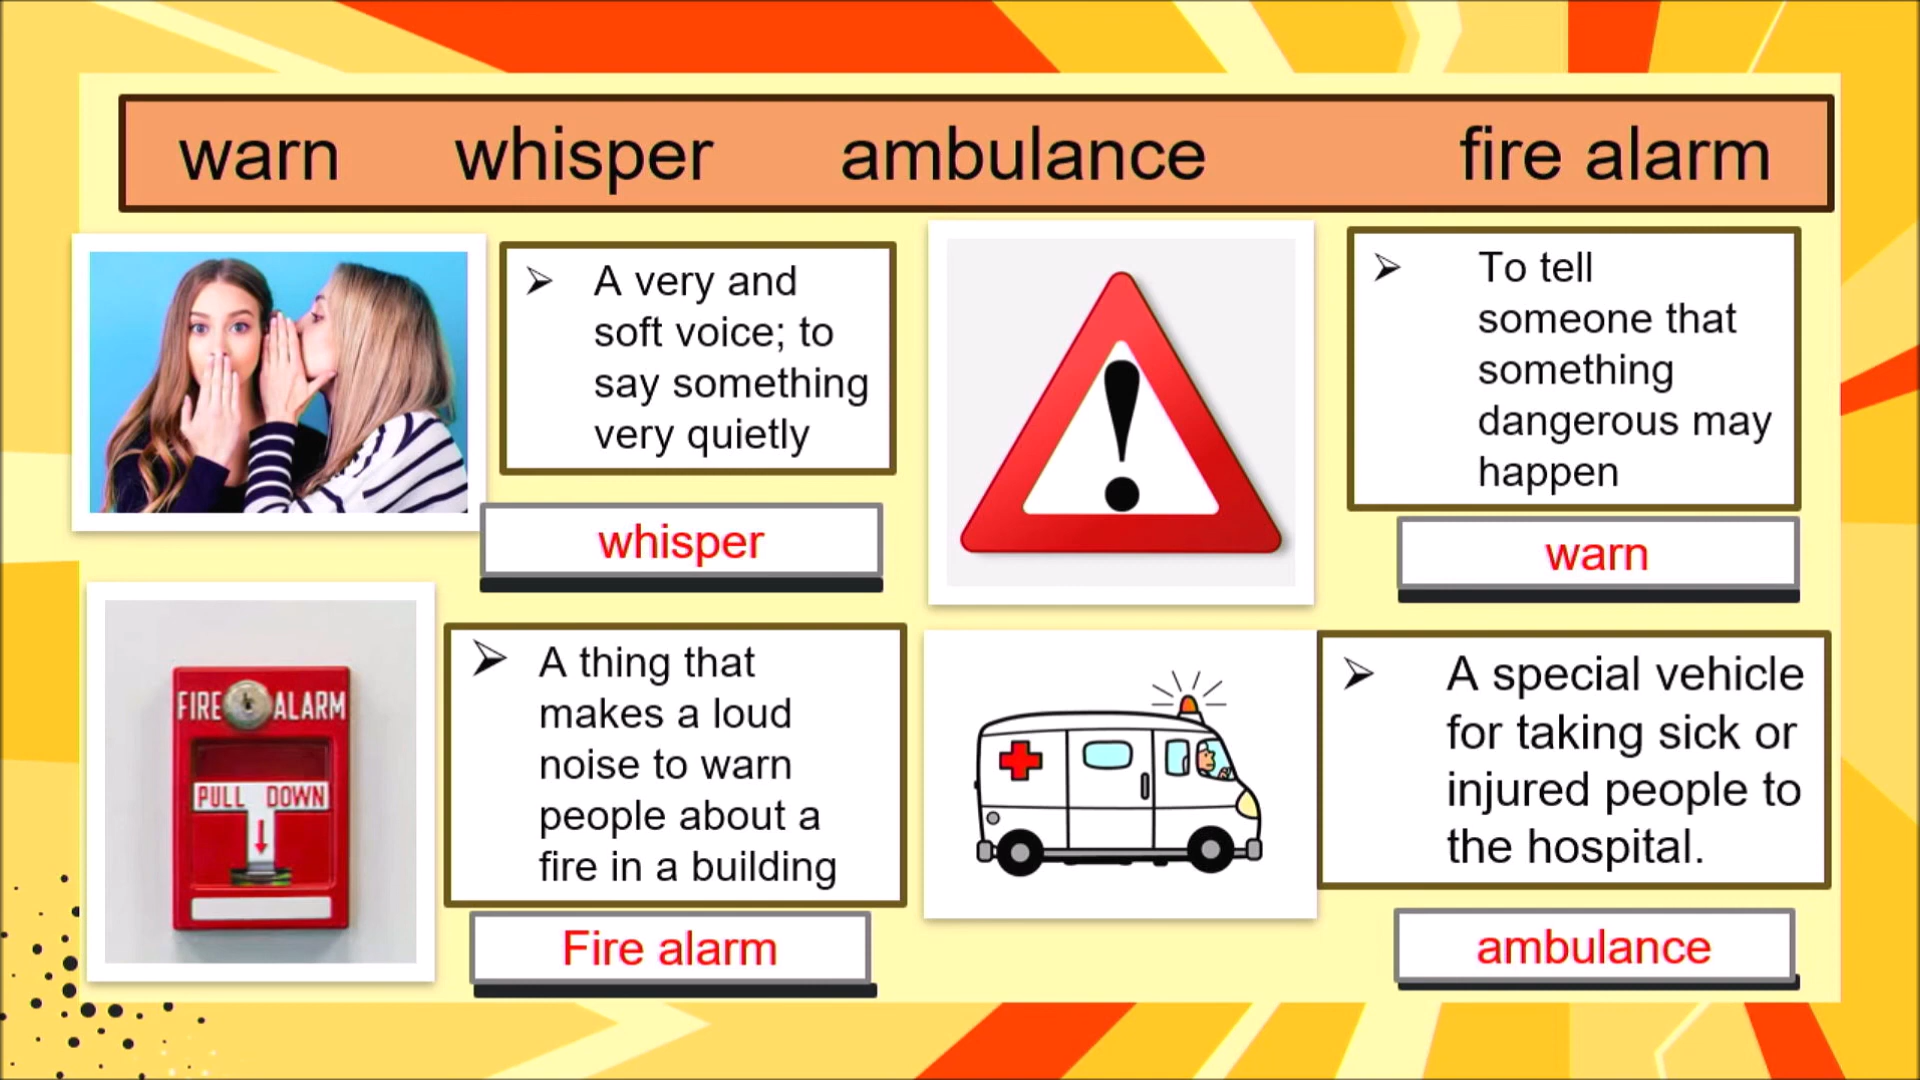 warn whisper ambulance fire alarm
➢ A very and
soft voice; to
say something
very quietly
whisper
➢ To tell
someone that
something
dangerous may
happen
warn
FIRE ALARM
PULL DOWN
➢ A thing that
makes a loud
noise to warn
people about a
fire in a building
Fire alarm
➢ A special vehicle
for taking sick or
injured people to
the hospital.
ambulance